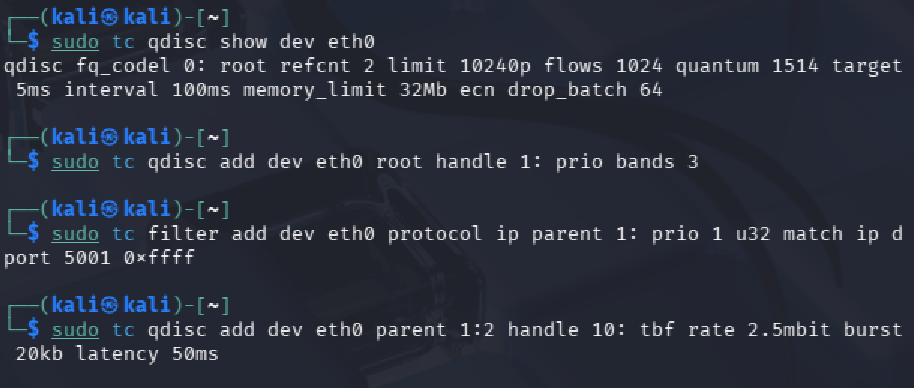 ┌──(kali㉿kali)-[~]
└─$ sudo tc qdisc show dev eth0
qdisc fq_codel 0: root refcnt 2 limit 10240p flows 1024 quantum 1514 target
 5ms interval 100ms memory_limit 32Mb ecn drop_batch 64
┌──(kali㉿kali)-[~]
└─$ sudo tc qdisc add dev eth0 root handle 1: prio bands 3
┌──(kali㉿kali)-[~]
└─$ sudo tc filter add dev eth0 protocol ip parent 1: prio 1 u32 match ip d
port 5001 0xffff
┌──(kali㉿kali)-[~]
└─$ sudo tc qdisc add dev eth0 parent 1:2 handle 10: tbf rate 2.5mbit burst
 20kb latency 50ms